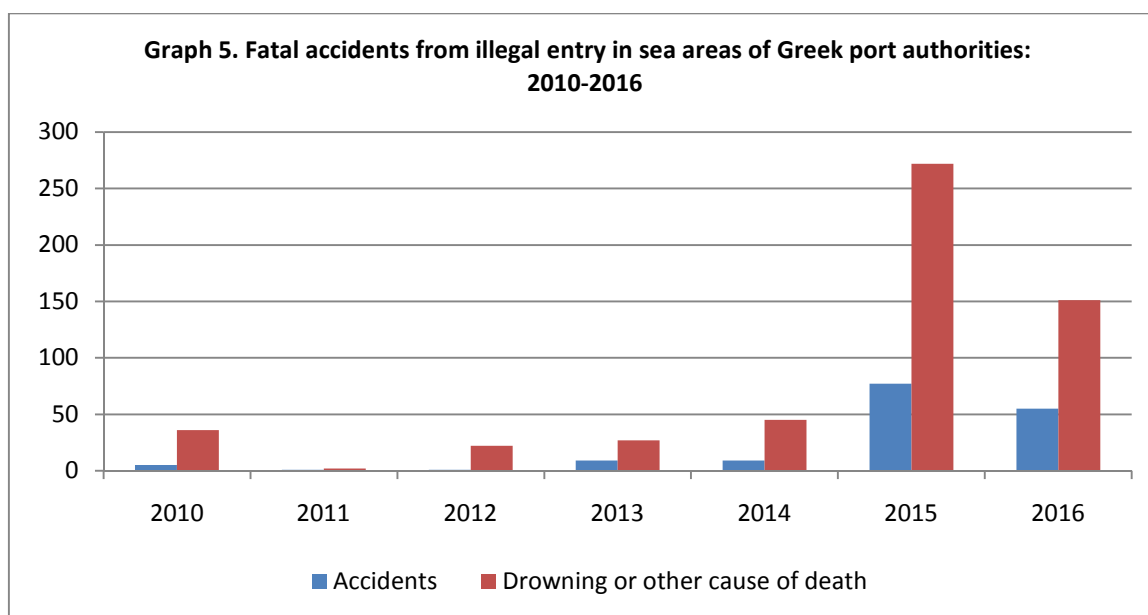 Graph 5. Fatal accidents from illegal entry in sea areas of Greek port authorities:
2010-2016
300
250
200
150
100
50
0
2010 2011 2012 2013 2014 2015 2016
Accidents Drowning or other cause of death